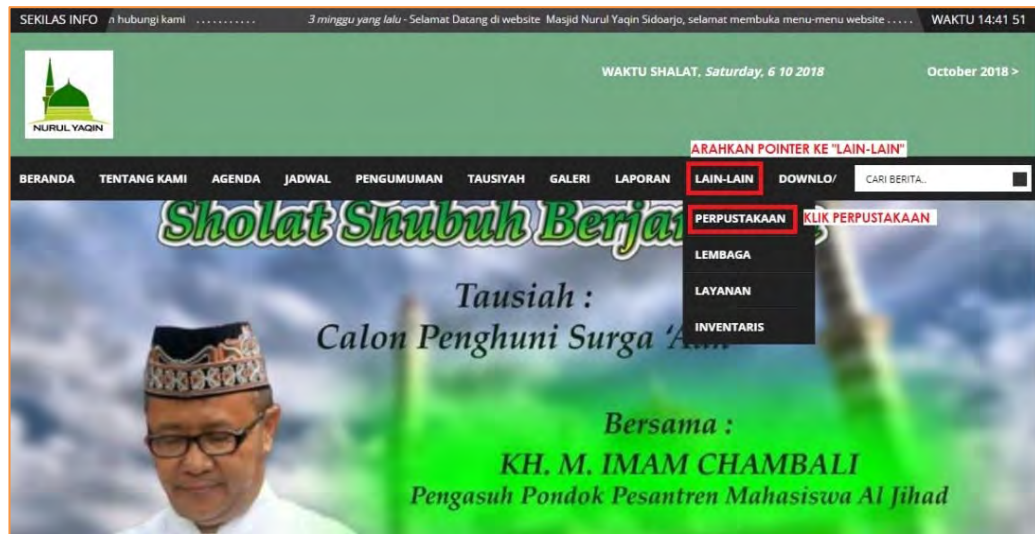 SEKILAS INFO hubungi kami ........... 3 minggu yang lalu - Selamat Datang di website Masjid Nurul Yaqin Sidoarjo, selamat membuka menu-menu website ..... WAKTU 14:41 51
WAKTU SHALAT, Saturday, 6 10 2018 October 2018 >
NURUL YAQIN
ARAHKAN POINTER KE "LAIN-LAIN"
BERANDA TENTANG KAMI AGENDA JADWAL PENGUMUMAN TAUSIYAH GALERI LAPORAN LAIN-LAIN DOWNLO/ CARI BERITA..
PERPUSTAKAAN KLIK PERPUSTAKAAN
LEMBAGA
LAYANAN
INVENTARIS
Sholat Shubuh
Tausiah :
Calon Penghuni Surga
Bersama :
KH. M. IMAM CHAMBALI
Pengasuh Pondok Pesantren Mahasiswa Al Jihad